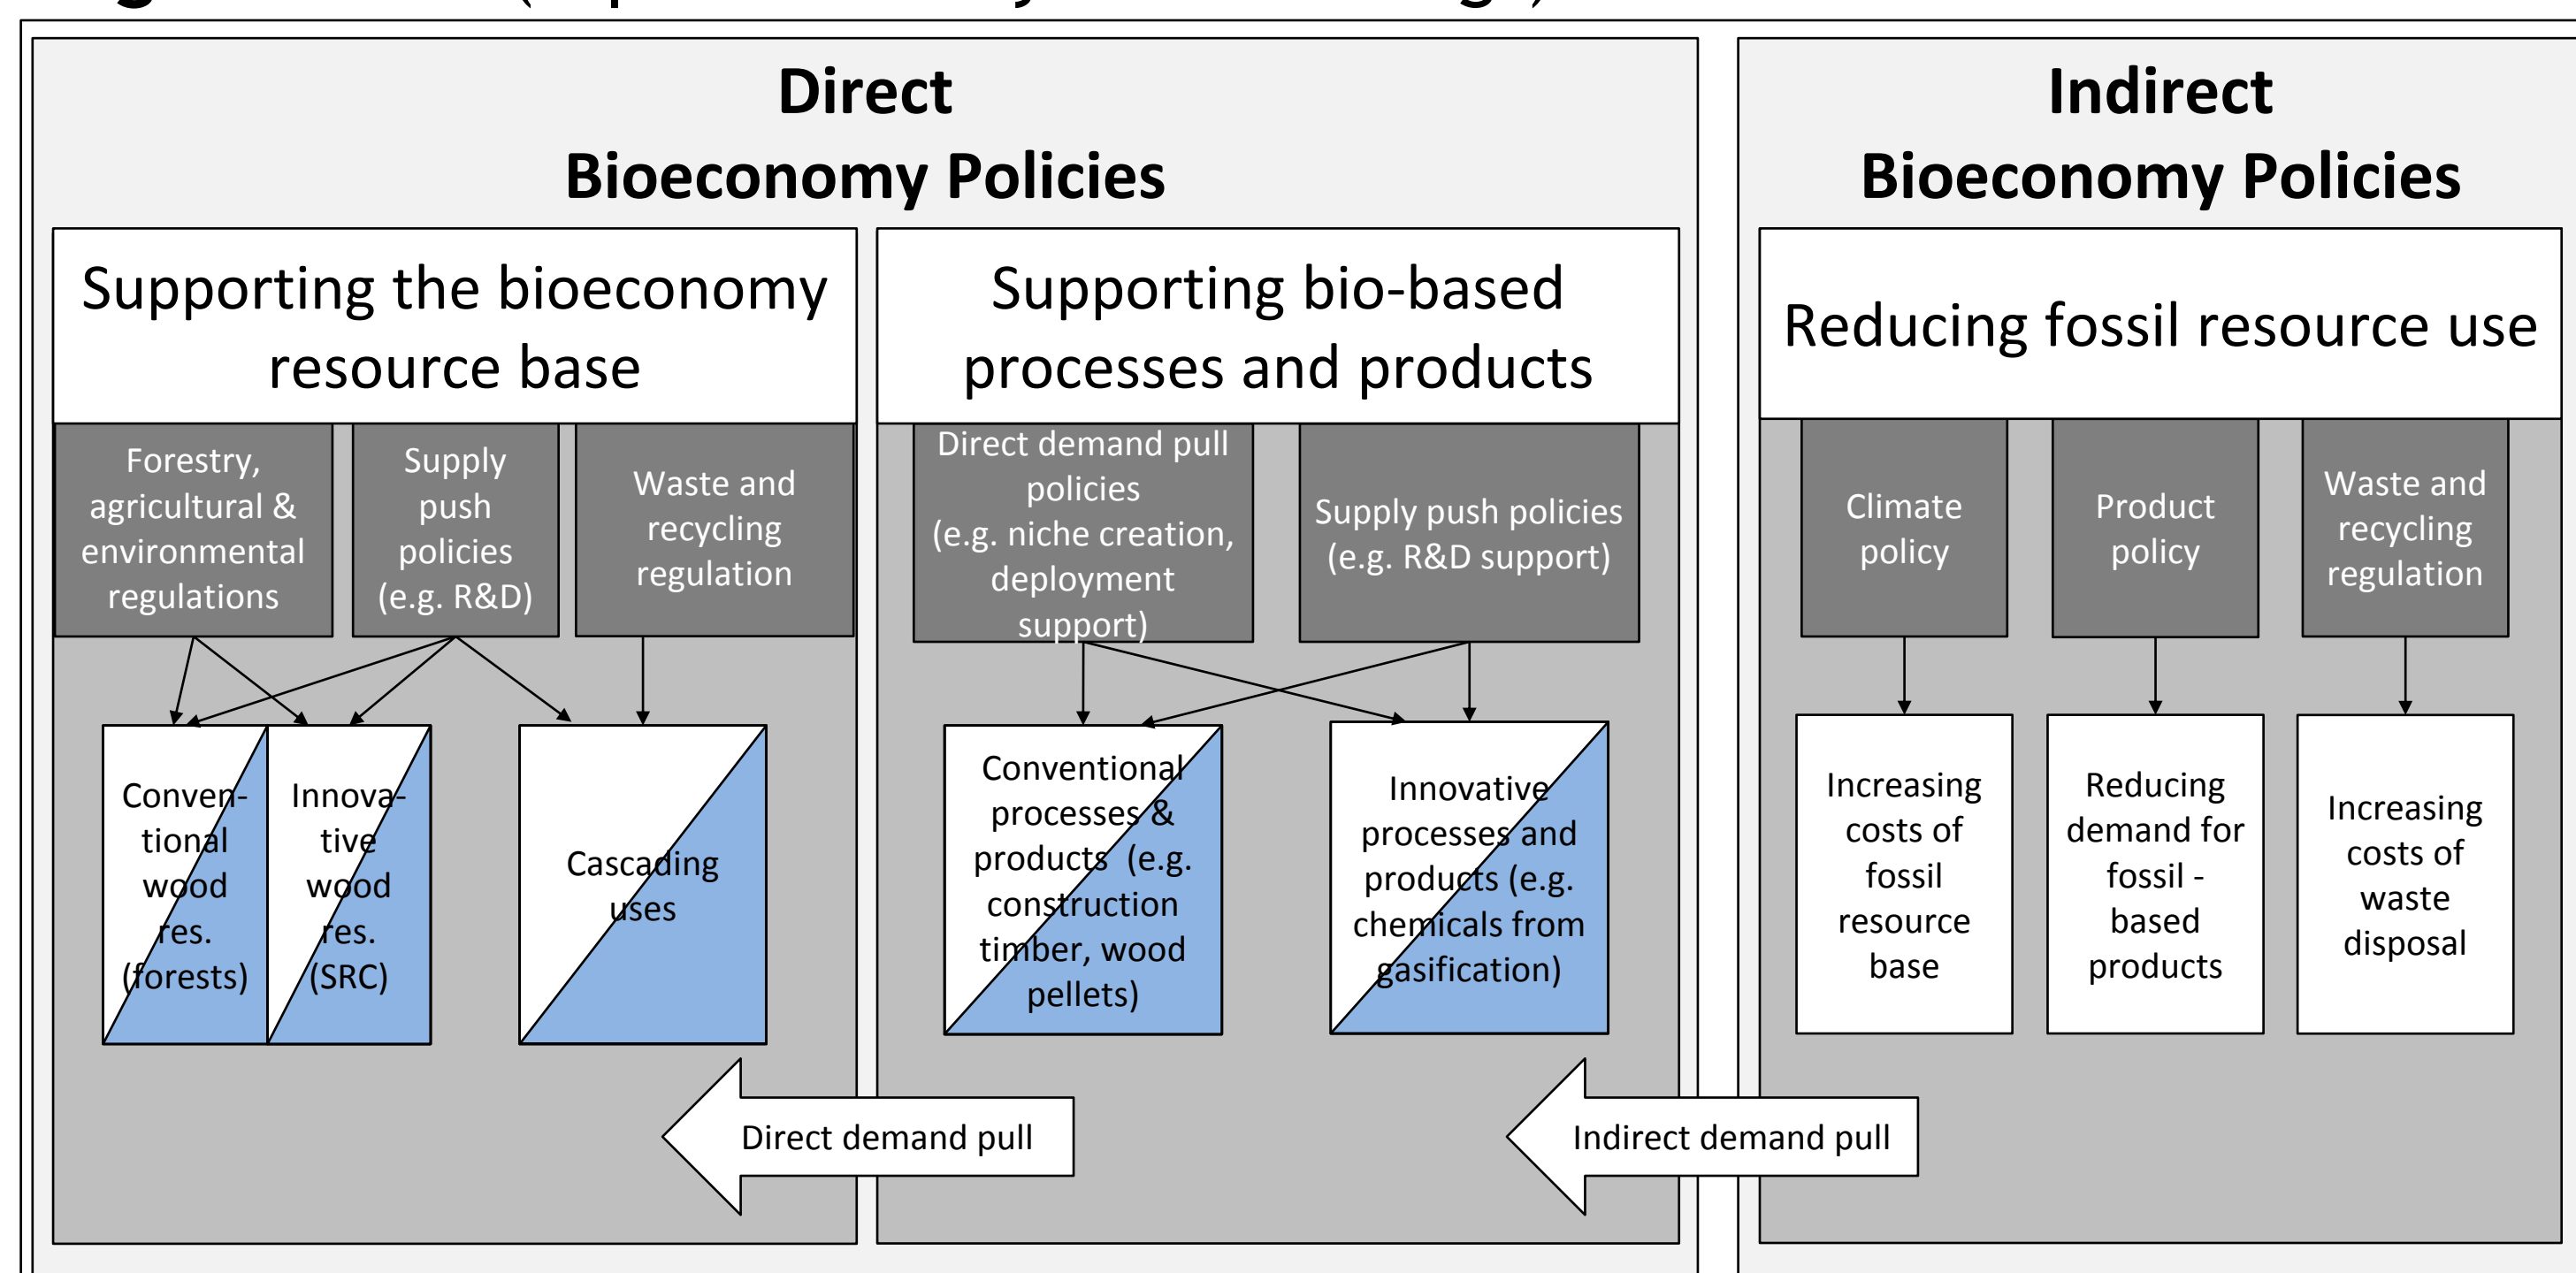 Direct
Bioeconomy Policies
Indirect
Bioeconomy Policies
Supporting the bioeconomy
resource base
Supporting bio-based
processes and products
Reducing fossil resource use
Forestry,
agricultural &
environmental
regulations
Supply
push
policies
(e.g. R&D)
Waste and
recycling
regulation
Direct demand pull
policies
(e.g. niche creation,
deployment
support)
Supply push policies
(e.g. R&D support)
Climate
policy
Product
policy
Waste and
recycling
regulation
Conven-
tional
wood
res.
(forests)
Innova-
tive
wood
res.
(SRC)
Cascading
uses
Conventional
processes &
products (e.g.
construction
timber, wood
pellets)
Innovative
processes and
products (e.g.
chemicals from
gasification)
Increasing
costs of
fossil
resource
base
Reducing
demand for
fossil -
based
products
Increasing
costs of
waste
disposal
Direct demand pull
Indirect demand pull